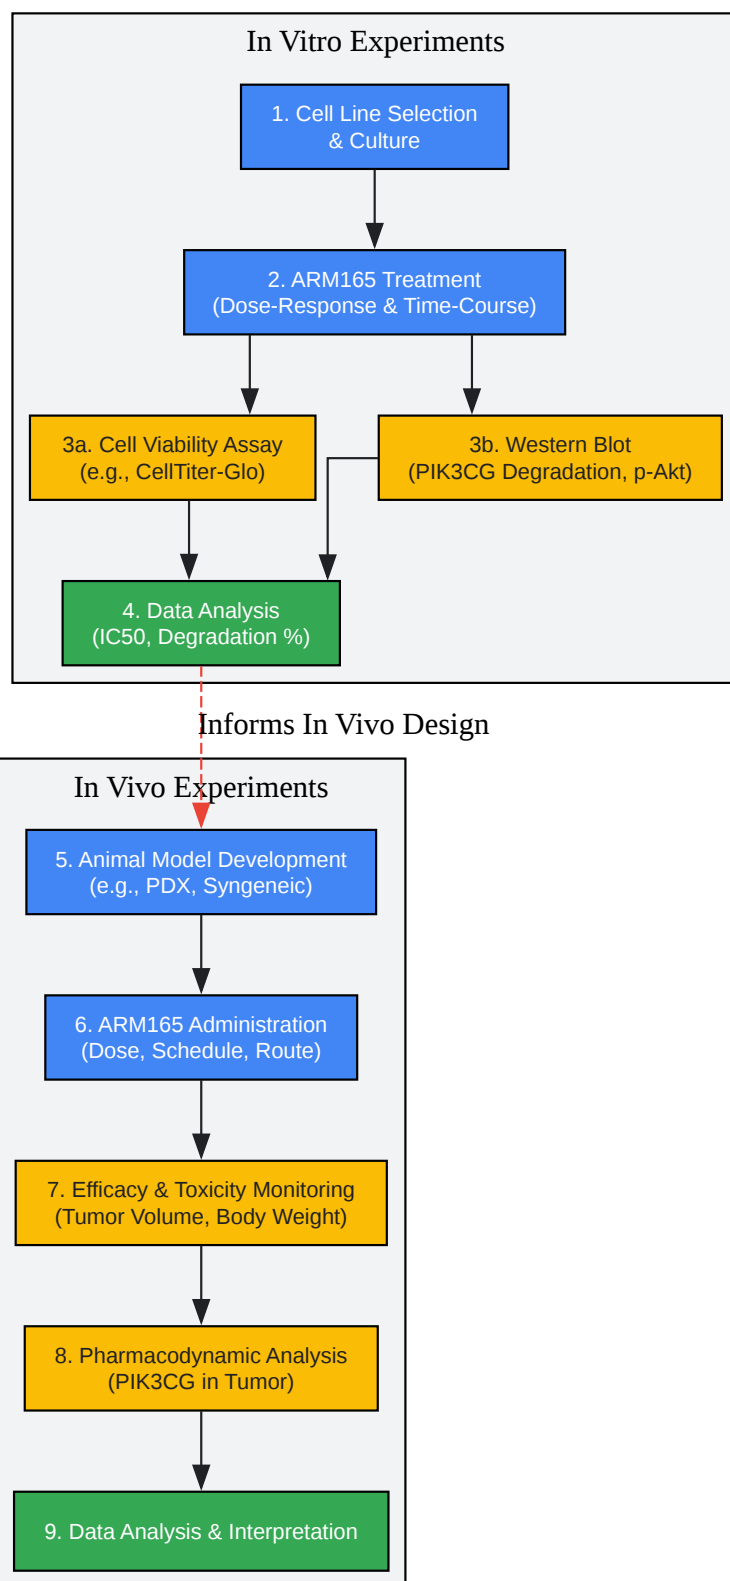 In Vitro Experiments
1. Cell Line Selection
& Culture
2. ARM165 Treatment
(Dose-Response & Time-Course)
3a. Cell Viability Assay
(e.g., CellTiter-Glo)
3b. Western Blot
(PIK3CG Degradation, p-Akt)
4. Data Analysis
(IC50, Degradation %)
Informs In Vivo Design
In Vivo Experiments
5. Animal Model Development
(e.g., PDX, Syngeneic)
6. ARM165 Administration
(Dose, Schedule, Route)
7. Efficacy & Toxicity Monitoring
(Tumor Volume, Body Weight)
8. Pharmacodynamic Analysis
(PIK3CG in Tumor)
9. Data Analysis & Interpretation